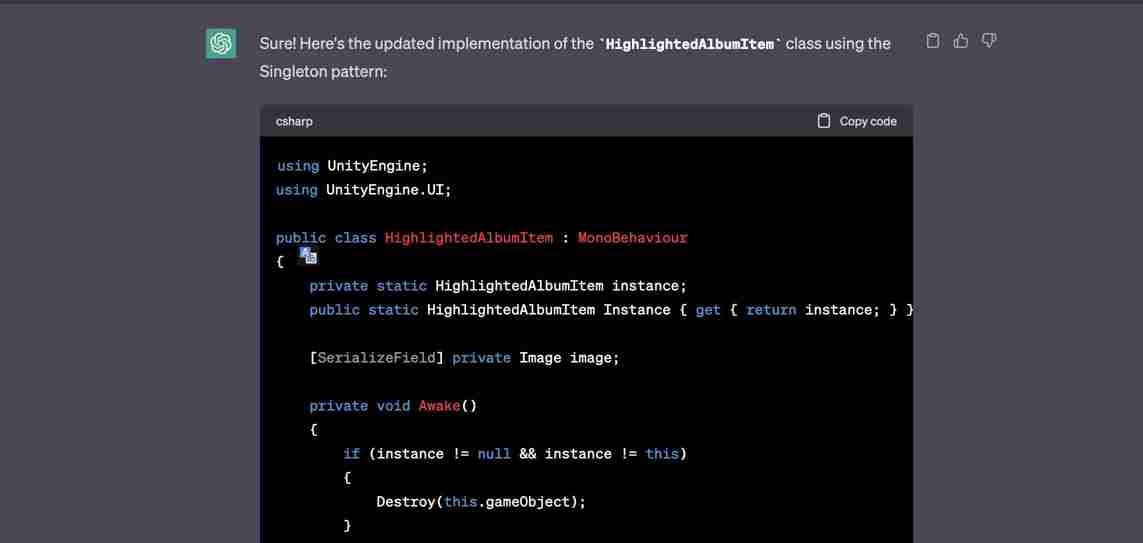 Sure! Here's the updated implementation of the `HighlightedAlbumItem` class using the
Singleton pattern:
csharp
Copy code
using UnityEngine;
using UnityEngine.UI;
public class HighlightedAlbumItem : MonoBehaviour
{
private static HighlightedAlbumItem instance;
public static HighlightedAlbumItem Instance { get { return instance; } }
[SerializeField] private Image image;
private void Awake()
{
if (instance != null && instance != this)
{
Destroy(this.gameObject);
}